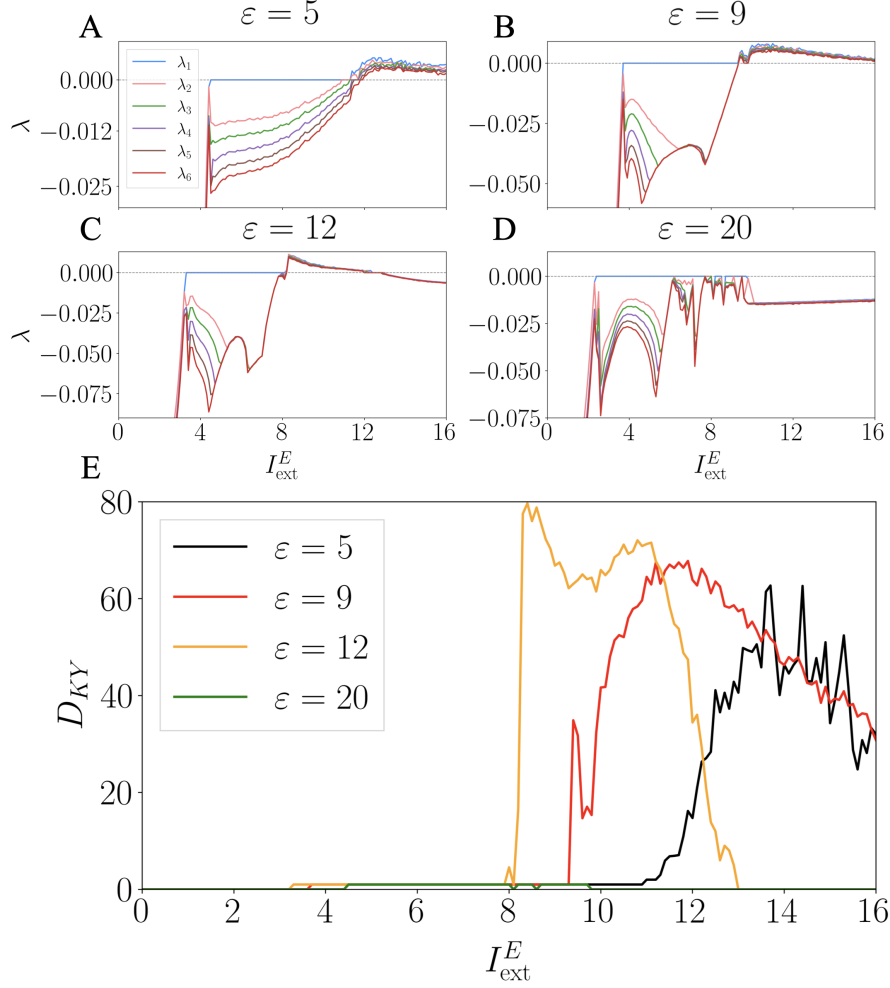 A ε = 5
B ε = 9
0.000
−0.012
−0.025
λ
λ₁
λ₂
λ₃
λ₄
λ₅
λ₆
0.000
−0.025
−0.050
C ε = 12
D ε = 20
0.000
−0.025
−0.050
−0.075
λ
0 4 8 12 16
I_ext^E
0.000
−0.025
−0.050
−0.075
0 4 8 12 16
I_ext^E
E
80
60
40
20
0
D_KY
ε = 5
ε = 9
ε = 12
ε = 20
0 2 4 6 8 10 12 14 16
I_ext^E